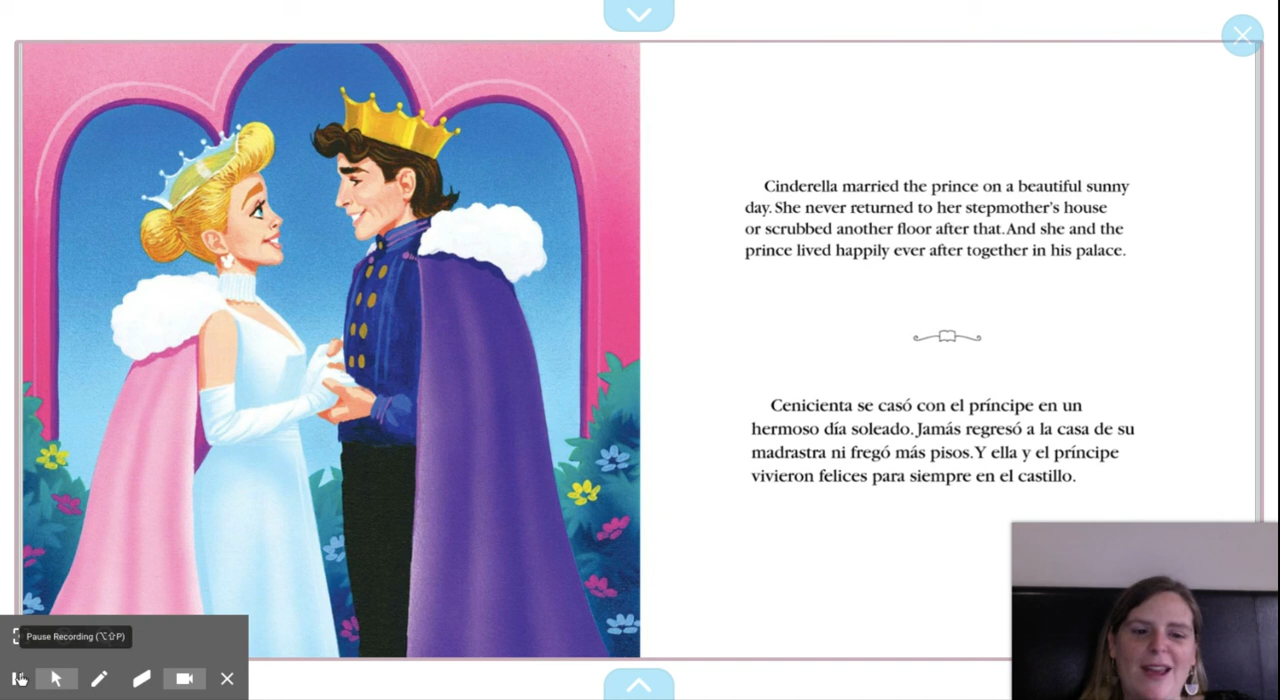 Cinderella married the prince on a beautiful sunny
day. She never returned to her stepmother's house
or scrubbed another floor after that. And she and the
prince lived happily ever after together in his palace.
Cenicienta se casó con el príncipe en un
hermoso día soleado. Jamás regresó a la casa de su
madrastra ni fregó más pisos. Y ella y el príncipe
vivieron felices para siempre en el castillo.
Pause Recording (⌥⇧P)